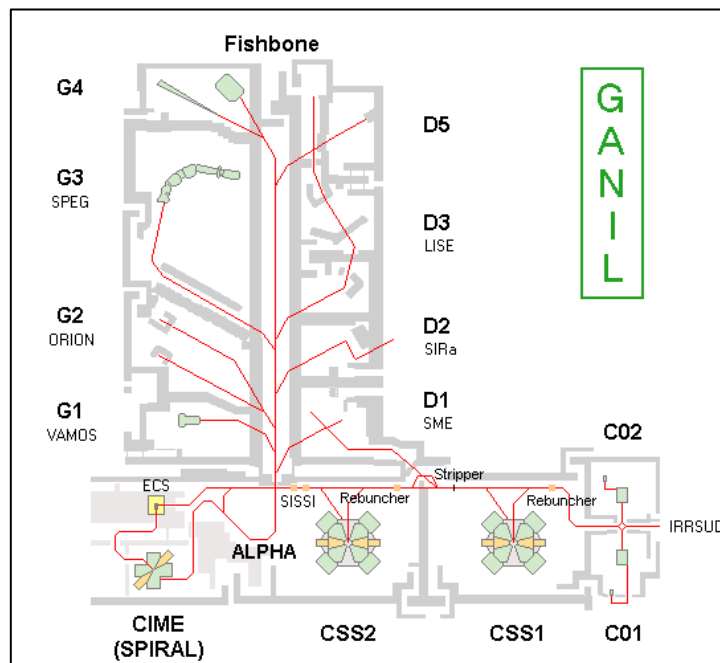 Fishbone
G4
D5
G3
SPEG
D3
LISE
G2
ORION
D2
SIRa
G1
VAMOS
D1
SME
C02
GANIL
Stripper
ECS
SISSI
Rebuncher
Rebuncher
IRRSUD
ALPHA
CIME
(SPIRAL)
CSS2
CSS1
C01